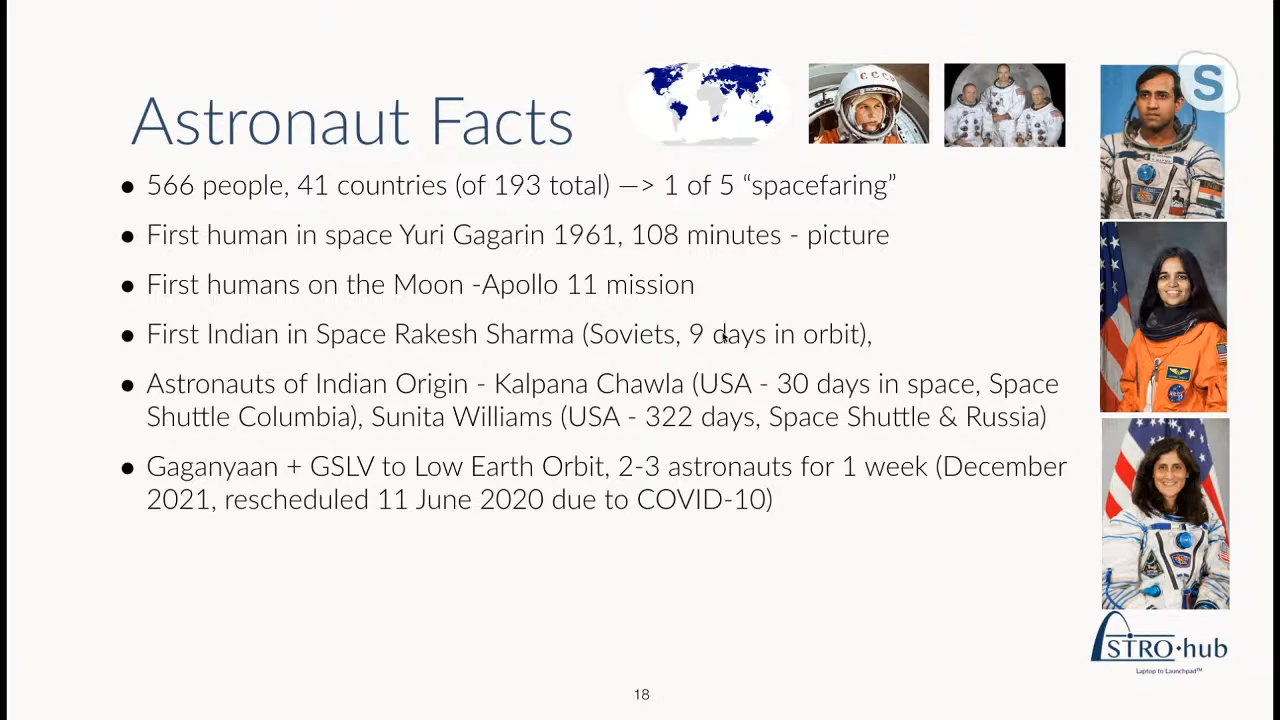 Astronaut Facts
CCCP
S
● 566 people, 41 countries (of 193 total) —> 1 of 5 “spacefaring”
● First human in space Yuri Gagarin 1961, 108 minutes - picture
● First humans on the Moon -Apollo 11 mission
● First Indian in Space Rakesh Sharma (Soviets, 9 days in orbit),
● Astronauts of Indian Origin - Kalpana Chawla (USA - 30 days in space, Space
Shuttle Columbia), Sunita Williams (USA - 322 days, Space Shuttle & Russia)
● Gaganyaan + GSLV to Low Earth Orbit, 2-3 astronauts for 1 week (December
2021, rescheduled 11 June 2020 due to COVID-10)
ASTRO·hub
Laptop to Launchpad™
18